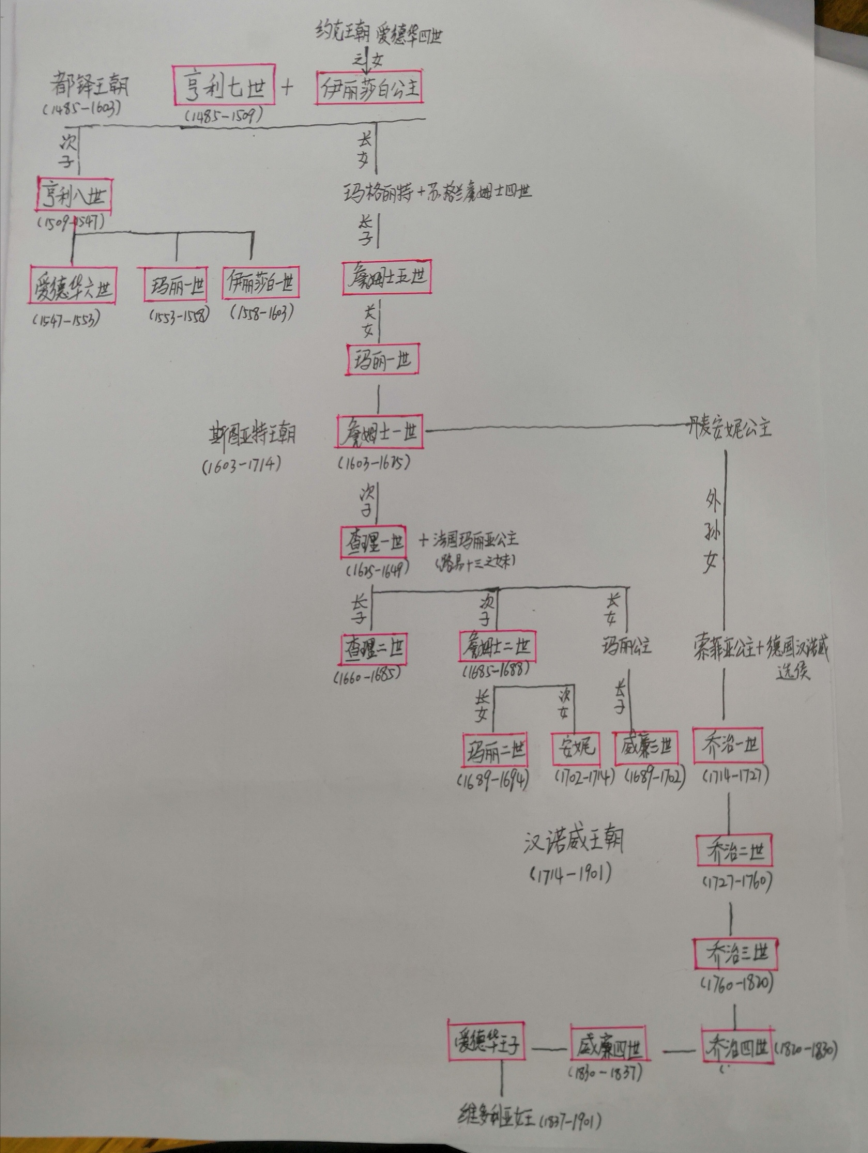 约克王朝 爱德华四世
之女
都铎王朝 亨利七世 + 伊丽莎白公主
(1485-1603) (1485-1509)
次子 长女
亨利八世 玛格丽特+苏格兰詹姆士四世
(1509-1547)
长子
爱德华六世 玛丽一世 伊丽莎白一世 詹姆士五世
(1547-1553) (1553-1558) (1558-1603)
长女
玛丽一世
斯图亚特王朝 詹姆士一世 丹麦安妮公主
(1603-1714) (1603-1625)
次子 外孙女
查理一世 +法国玛丽亚公主
(1625-1649) (路易十三之妹)
长子 次子 长女
查理二世 詹姆士二世 玛丽公主 索菲亚公主+德国汉诺威
(1660-1685) (1685-1688) 选侯
长女 次女 长子
玛丽二世 安妮 威廉三世 乔治一世
(1689-1694) (1702-1714) (1689-1702) (1714-1727)
汉诺威王朝 乔治二世
(1714-1901) (1727-1760)
乔治三世
(1760-1820)
爱德华王子 威廉四世 乔治四世 (1820-1830)
(1830-1837)
维多利亚女王 (1837-1901)